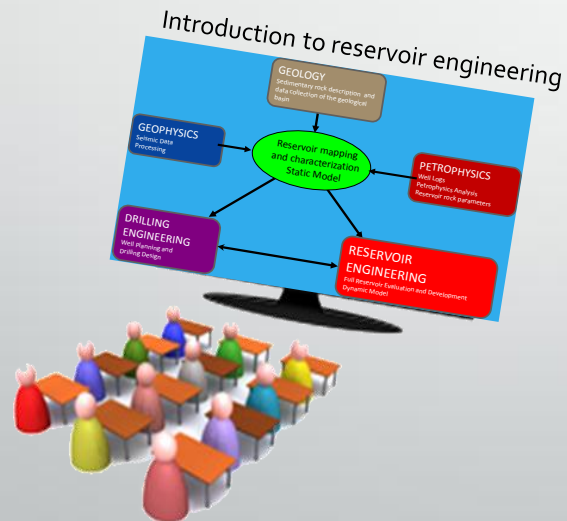 Introduction to reservoir engineering
GEOLOGY
Sedimentary rock description and
data collection of the geological
basin
GEOPHYSICS
Seismic Data
Processing
Reservoir mapping
and characterization
Static Model
PETROPHYSICS
Well Logs
Petrophysics Analysis
Reservoir rock parameters
DRILLING
ENGINEERING
Well Planning and
Drilling Design
RESERVOIR
ENGINEERING
Full Reservoir Evaluation and Development
Dynamic Model